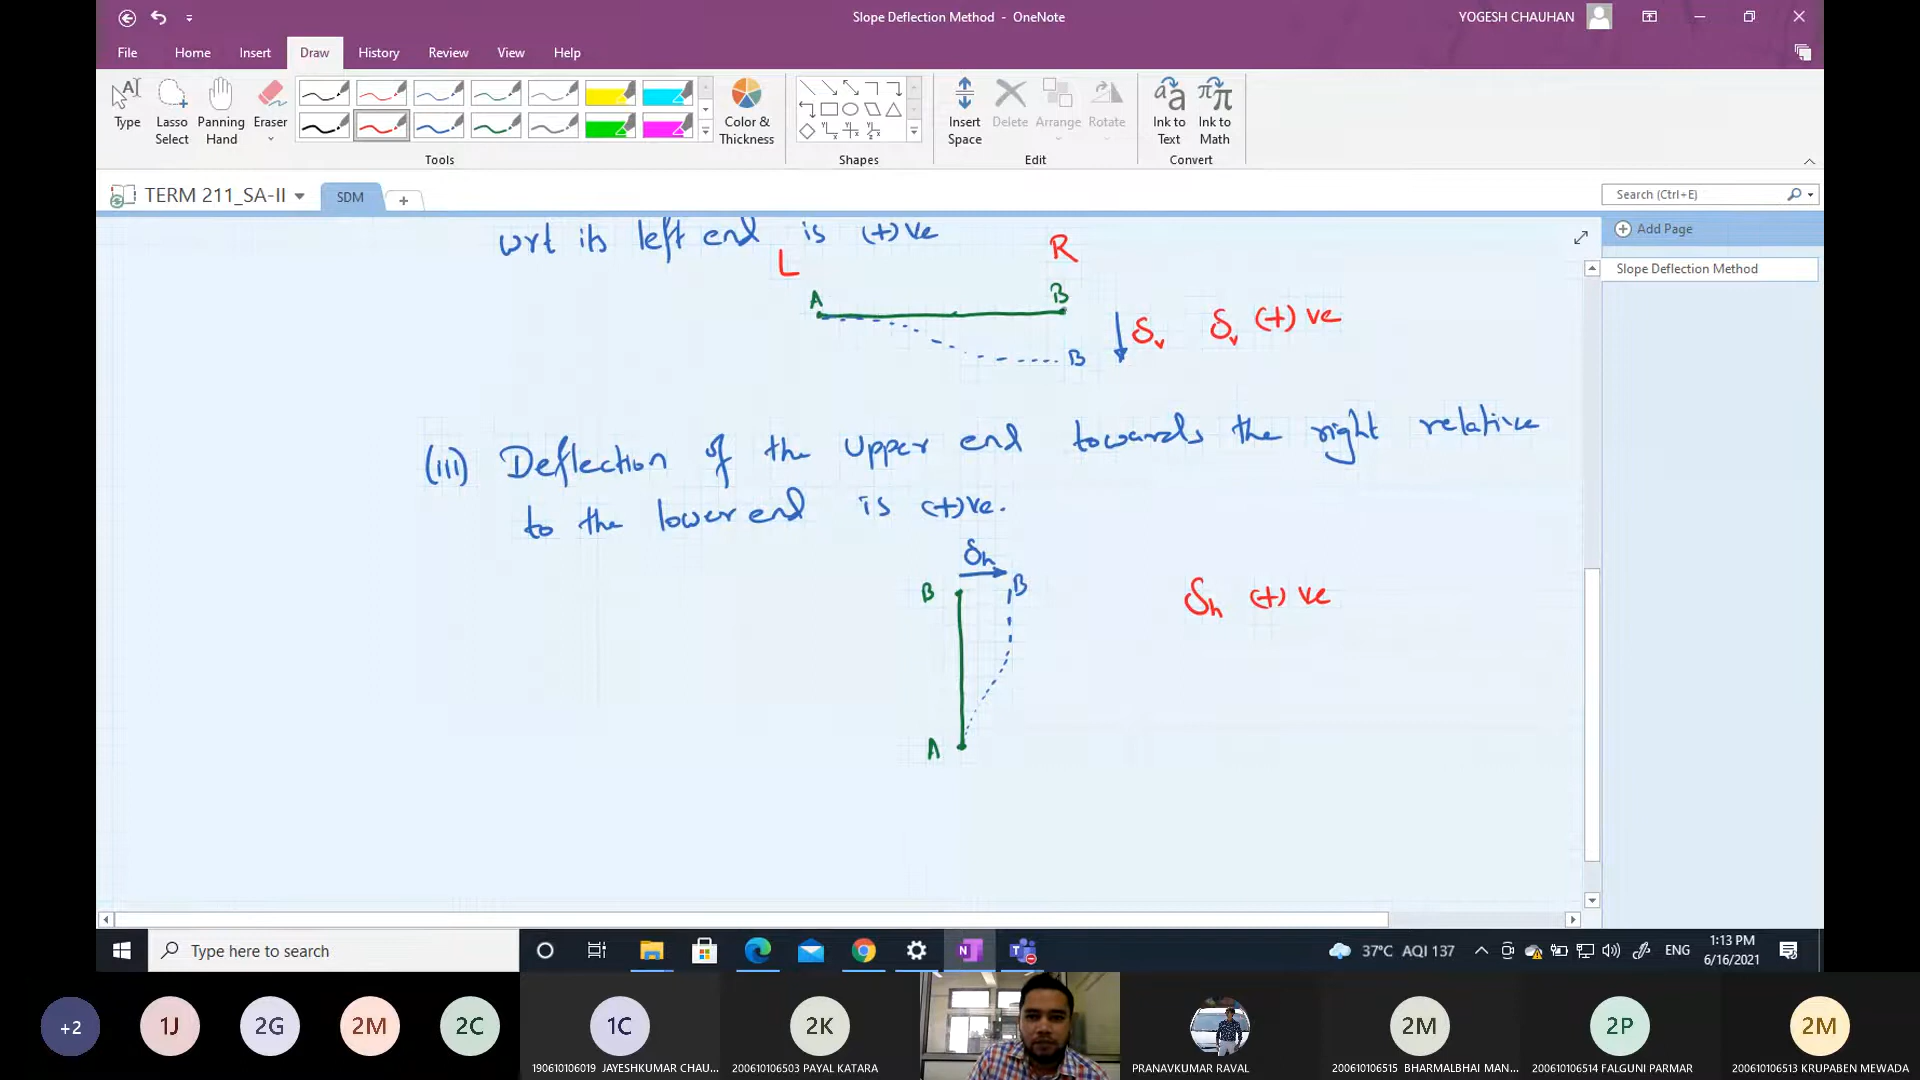 Slope Deflection Method - OneNote
YOGESH CHAUHAN
File Home Insert Draw History Review View Help
Type
Lasso Select
Panning Hand
Eraser
Color & Thickness
Insert Space
Delete
Arrange
Rotate
Ink to Text
Ink to Math
Tools
Shapes
Edit
Convert
TERM 211_SA-II
SDM
Search (Ctrl+E)
Add Page
Slope Deflection Method
wrt its left end is (+)ve
L R
A B
δv δv (+)ve
B
(iii) Deflection of the upper end towards the right relative
to the lower end is (+)ve.
δh
B B
δh (+)ve
A
Type here to search
37°C AQI 137
ENG
1:13 PM
6/16/2021
+2
1J
2G
2M
2C
1C
2K
2M
2P
2M
190610106019 JAYESHKUMAR CHAU...
200610106503 PAYAL KATARA
PRANAVKUMAR RAVAL
200610106515 BHARMALBHAI MAN...
200610106514 FALGUNI PARMAR
200610106513 KRUPABEN MEWADA